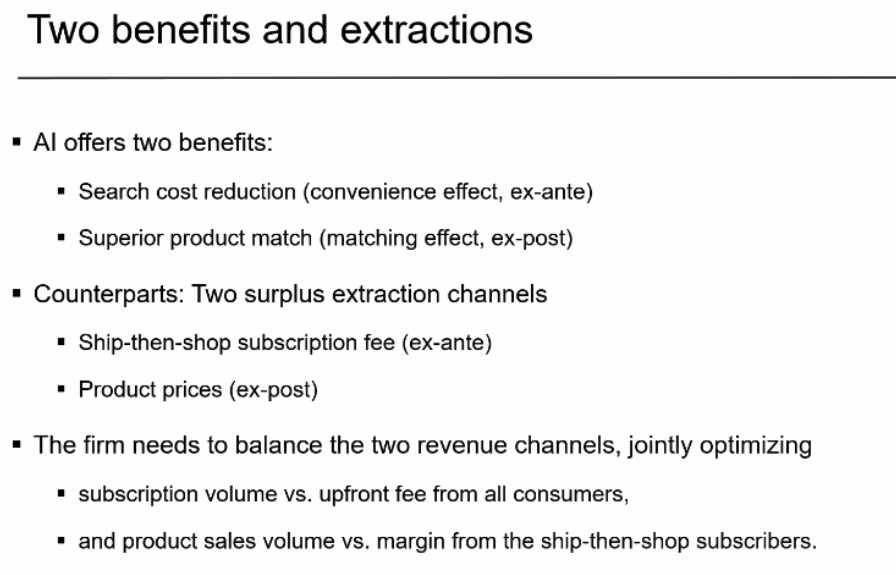 Two benefits and extractions
▪ AI offers two benefits:
▪ Search cost reduction (convenience effect, ex-ante)
▪ Superior product match (matching effect, ex-post)
▪ Counterparts: Two surplus extraction channels
▪ Ship-then-shop subscription fee (ex-ante)
▪ Product prices (ex-post)
▪ The firm needs to balance the two revenue channels, jointly optimizing
▪ subscription volume vs. upfront fee from all consumers,
▪ and product sales volume vs. margin from the ship-then-shop subscribers.